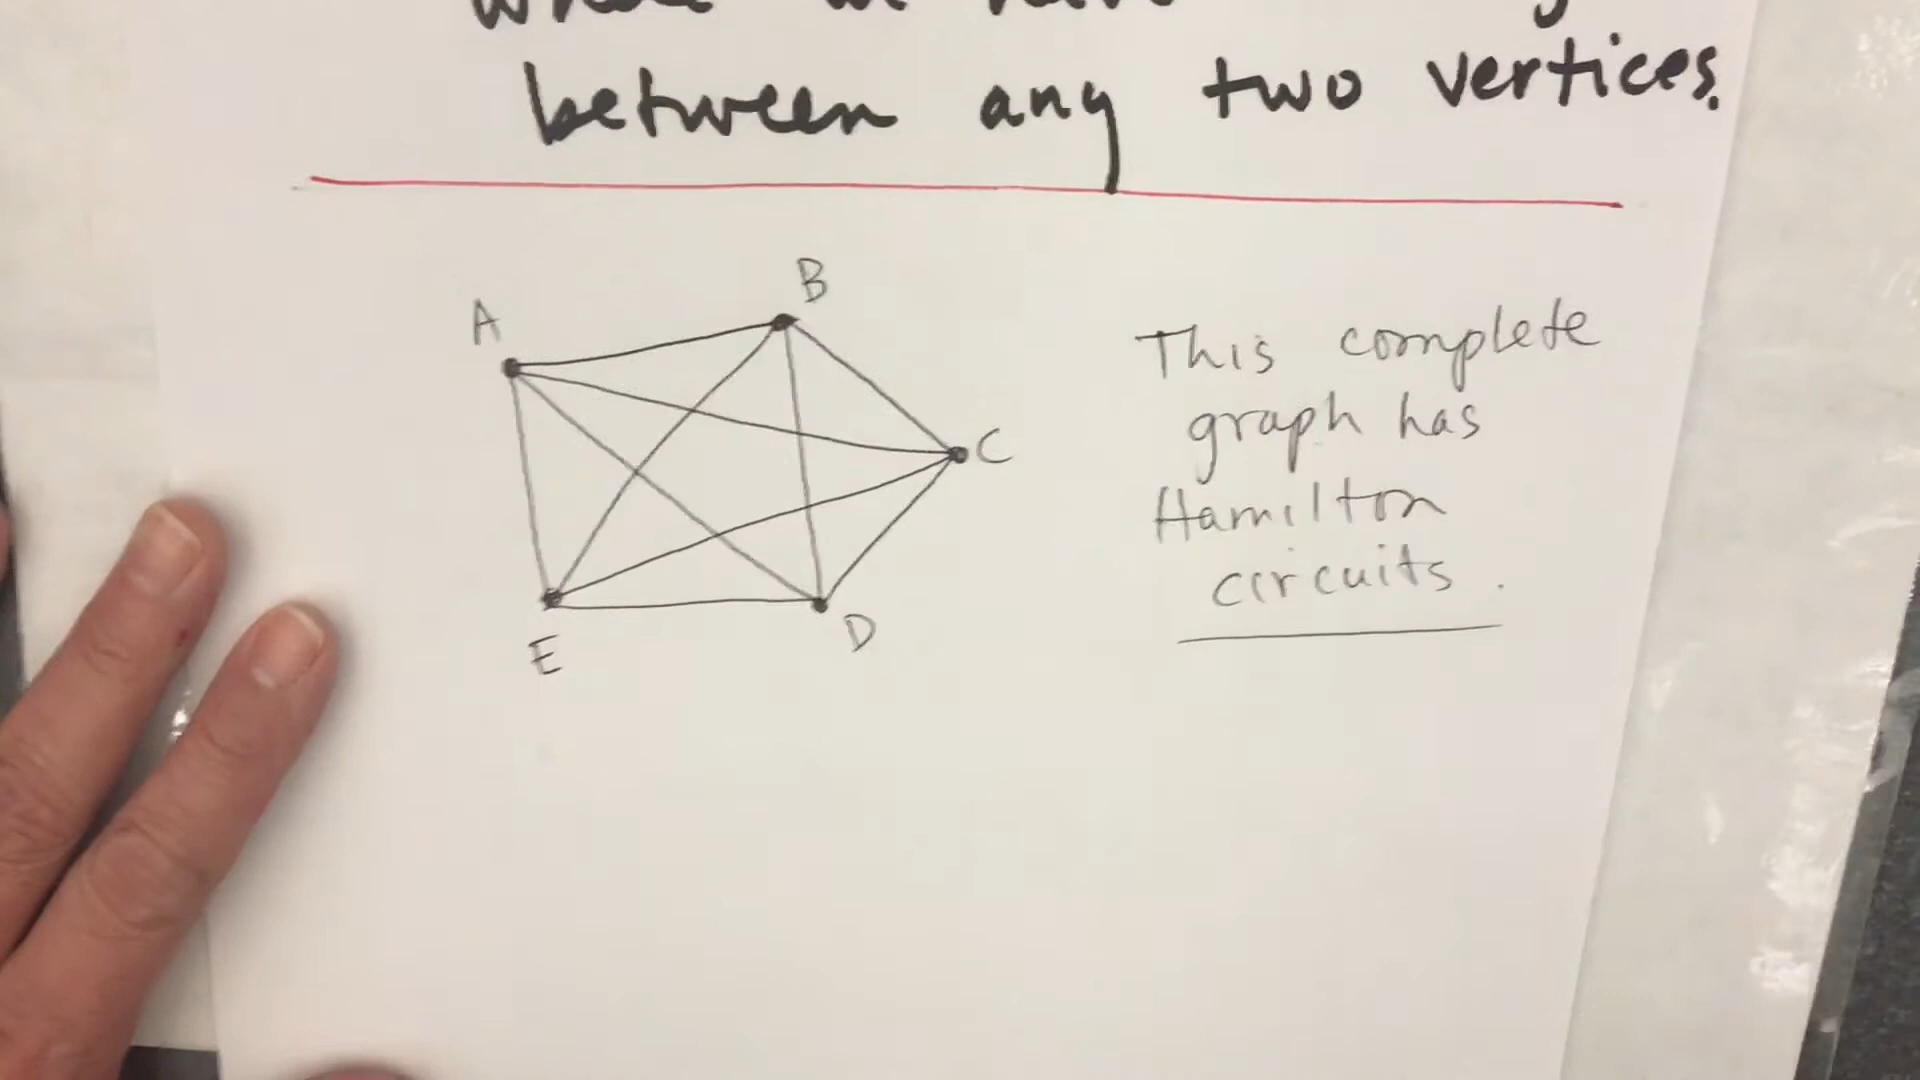 between any two vertices.
A
B
C
D
E
This complete
graph has
Hamilton
circuits.